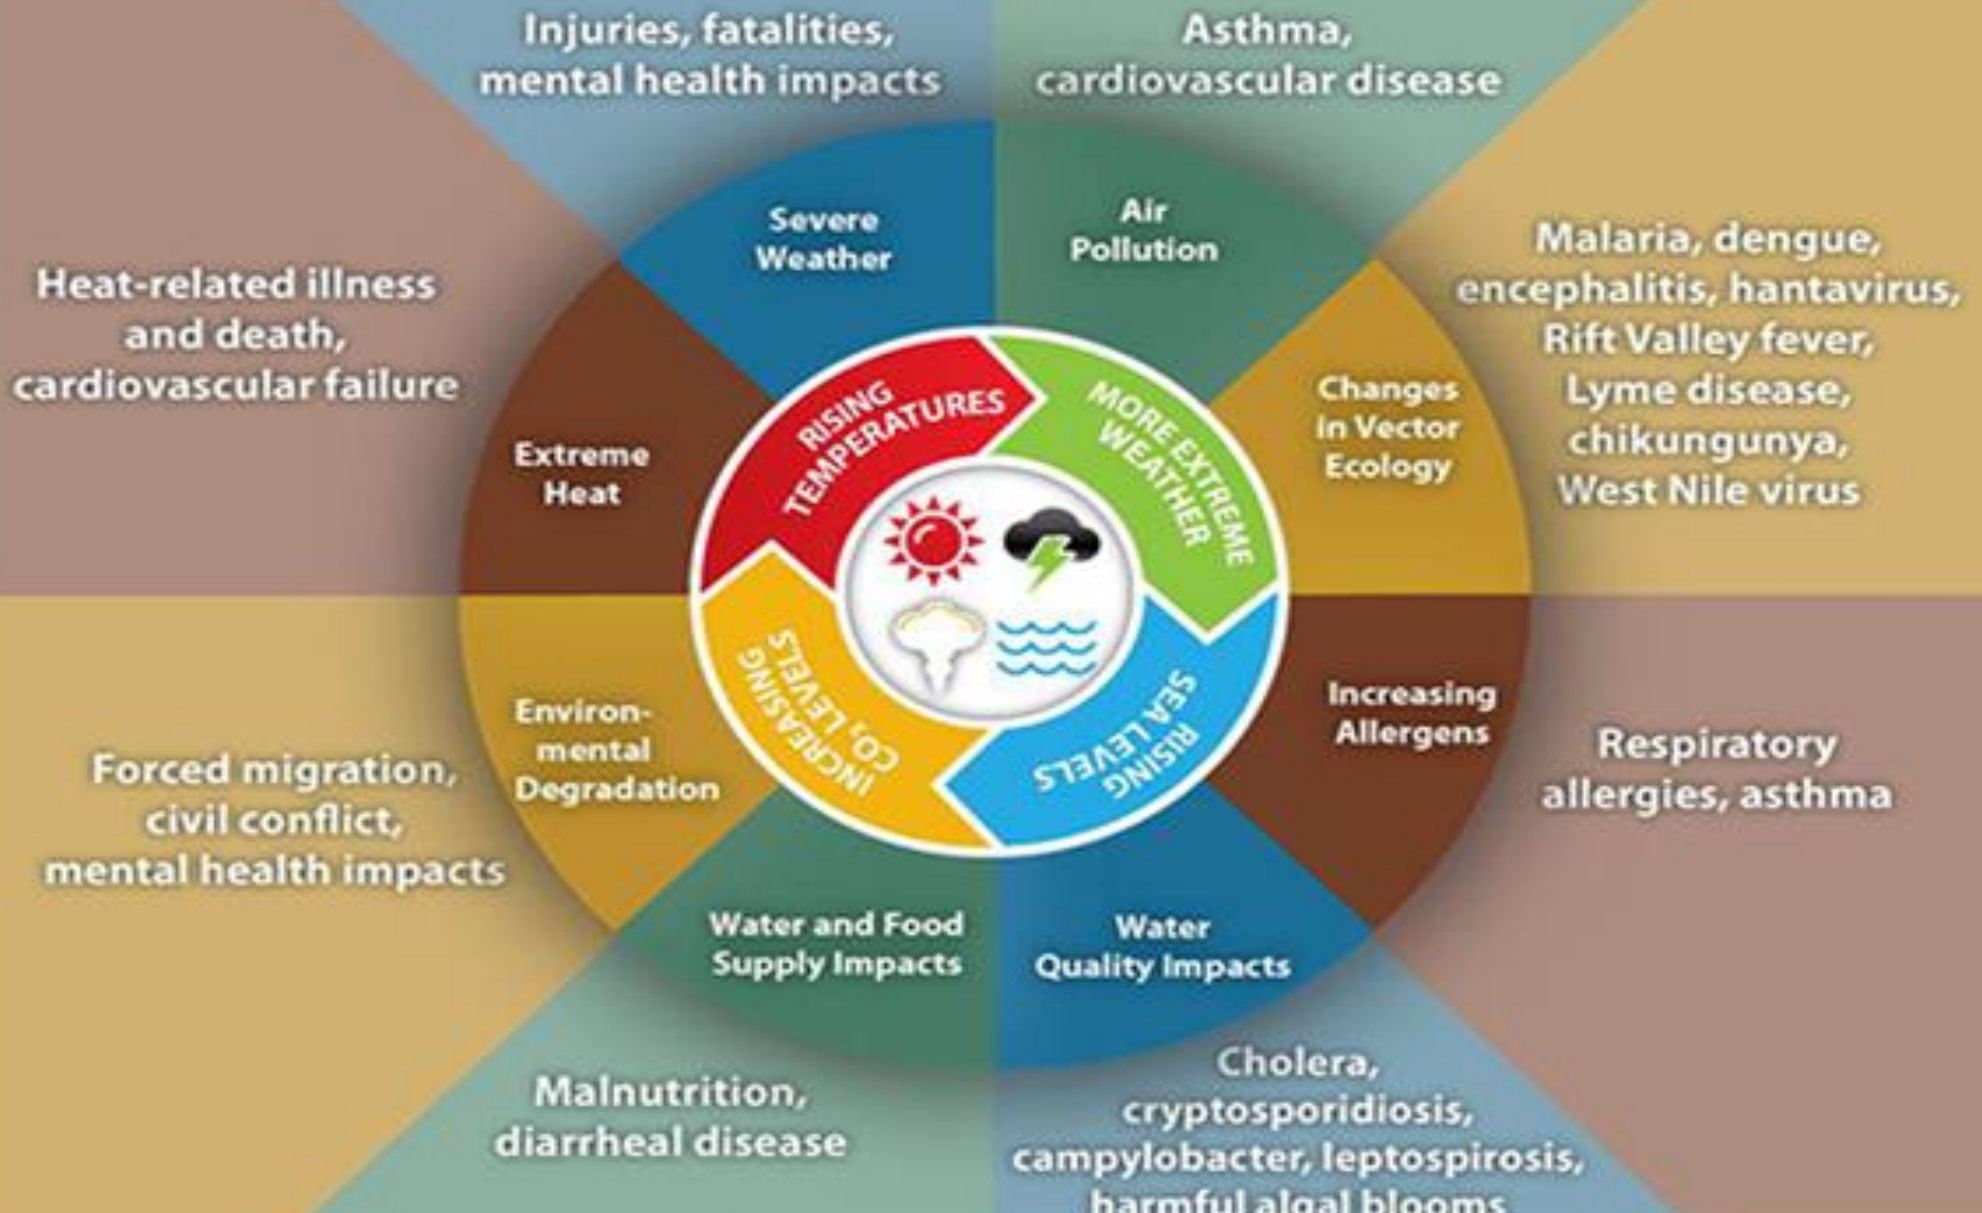 Injuries, fatalities,
mental health impacts
Asthma,
cardiovascular disease
Malaria, dengue,
encephalitis, hantavirus,
Rift Valley fever,
Lyme disease,
chikungunya,
West Nile virus
Respiratory
allergies, asthma
Cholera,
cryptosporidiosis,
campylobacter, leptospirosis,
harmful algal blooms
Malnutrition,
diarrheal disease
Forced migration,
civil conflict,
mental health impacts
Heat-related illness
and death,
cardiovascular failure
Severe
Weather
Air
Pollution
Changes
in Vector
Ecology
Increasing
Allergens
Water
Quality Impacts
Water and Food
Supply Impacts
Environ-
mental
Degradation
Extreme
Heat
RISING
TEMPERATURES
MORE EXTREME
WEATHER
RISING
SEA LEVELS
INCREASING
CO₂ LEVELS